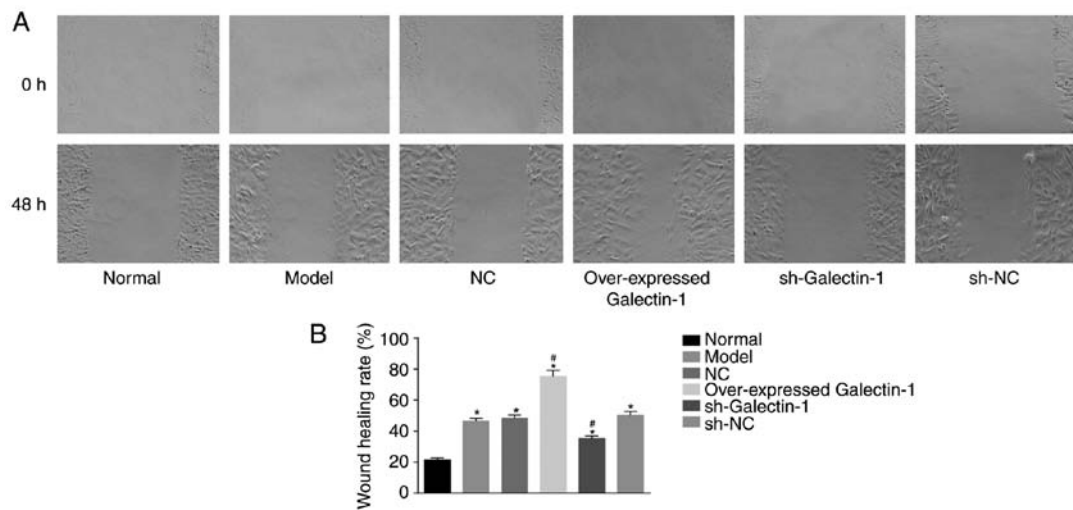 A
0 h
48 h
Normal
Model
NC
Over-expressed
Galectin-1
sh-Galectin-1
sh-NC
B
Wound healing rate (%)
100
80
60
40
20
0
*
*
#
*
#
*
*
Normal
Model
NC
Over-expressed Galectin-1
sh-Galectin-1
sh-NC